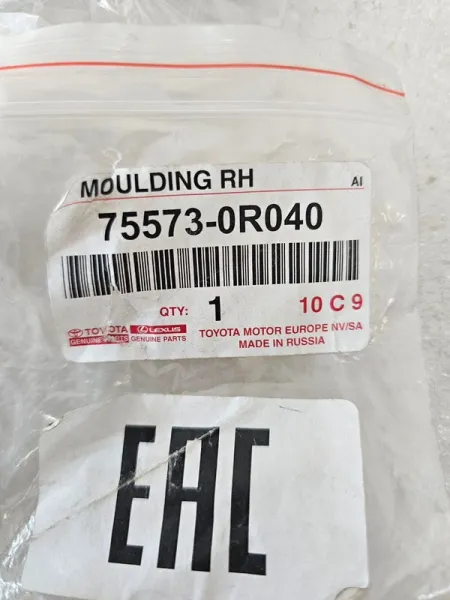 MOULDING RH
AI
75573-0R040
QTY: 1
10 C 9
TOYOTA
GENUINE PARTS
LEXUS
GENUINE PARTS
TOYOTA MOTOR EUROPE NV/SA
MADE IN RUSSIA
EAC